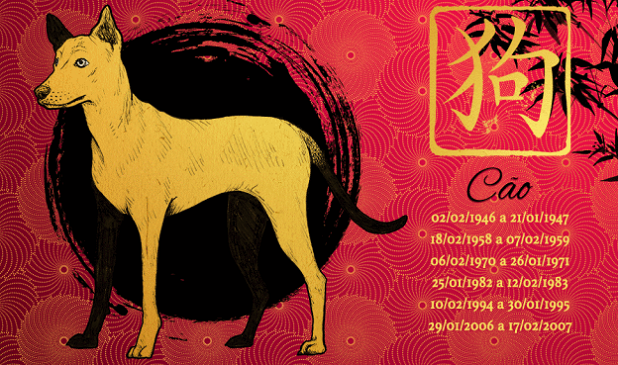 狗
Cão
02/02/1946 a 21/01/1947
18/02/1958 a 07/02/1959
06/02/1970 a 26/01/1971
25/01/1982 a 12/02/1983
10/02/1994 a 30/01/1995
29/01/2006 a 17/02/2007